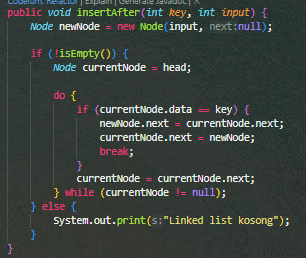 Codeium: Refactor | Explain | Generate Javadoc | X
public void insertAfter(int key, int input) {
    Node newNode = new Node(input, next:null);

    if (!isEmpty()) {
        Node currentNode = head;

        do {
            if (currentNode.data == key) {
                newNode.next = currentNode.next;
                currentNode.next = newNode;
                break;
            }
            currentNode = currentNode.next;
        } while (currentNode != null);
    } else {
        System.out.print(s:"Linked list kosong");
    }
}